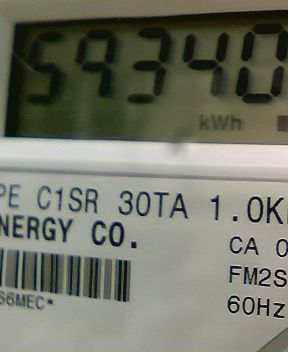 59340
kWh
PE C1SR 30TA 1.0K
NERGY CO.
CA 0
FM2S
S6MEC*
60Hz